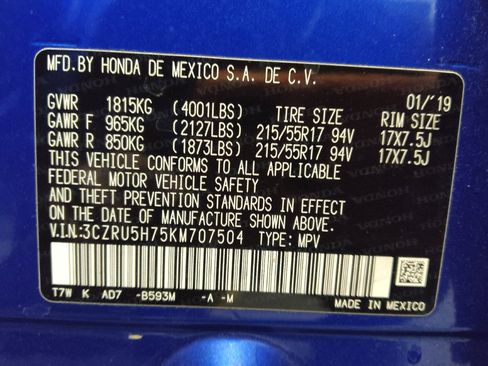 MFD.BY HONDA DE MEXICO S.A. DE C.V.
01/'19
GVWR 1815KG (4001LBS) TIRE SIZE RIM SIZE
GAWR F 965KG (2127LBS) 215/55R17 94V 17X7.5J
GAWR R 850KG (1873LBS) 215/55R17 94V 17X7.5J
THIS VEHICLE CONFORMS TO ALL APPLICABLE
FEDERAL MOTOR VEHICLE SAFETY
AND THEFT PREVENTION STANDARDS
IN EFFECT ON THE
DATE OF MANUFACTURE SHOWN ABOVE.
V.I.N:3CZRU5H75KM707504 TYPE: MPV
T7W K AD7 -B593M -A -M
MADE IN MEXICO
HONDA